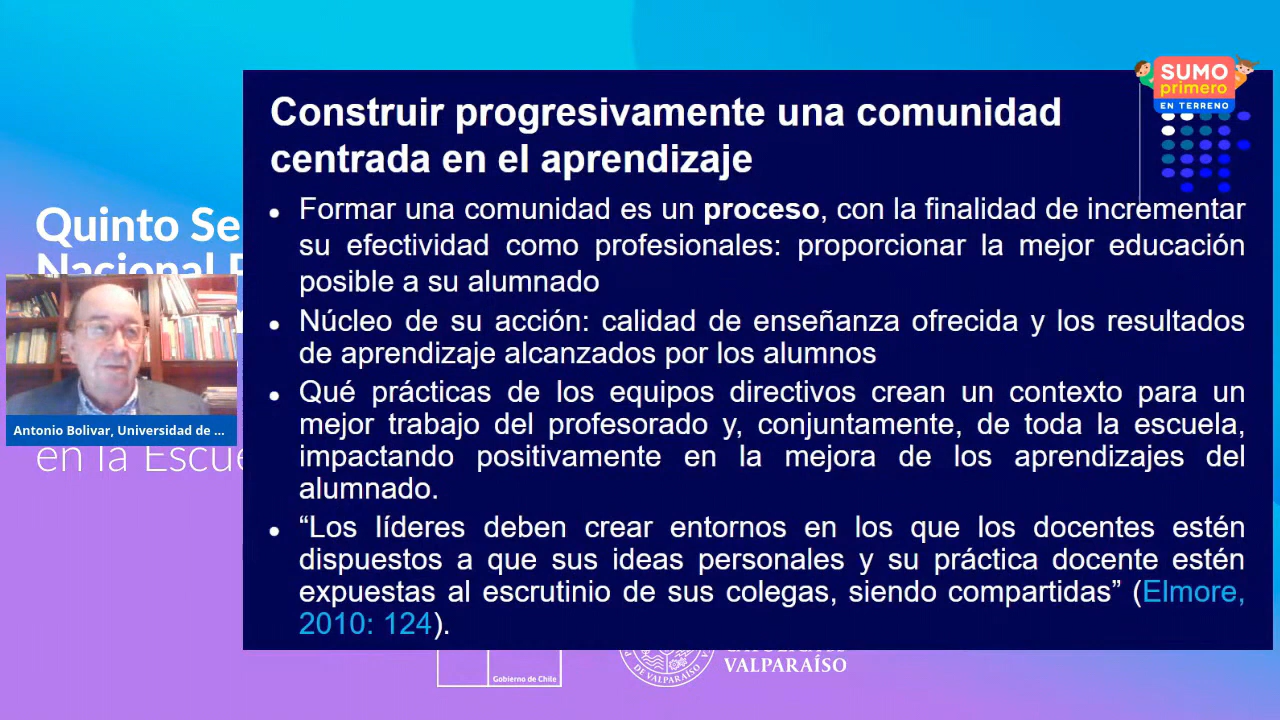 SUMO
primero
EN TERRENO
Construir progresivamente una comunidad
centrada en el aprendizaje
• Formar una comunidad es un proceso, con la finalidad de incrementar
su efectividad como profesionales: proporcionar la mejor educación
posible a su alumnado
• Núcleo de su acción: calidad de enseñanza ofrecida y los resultados
de aprendizaje alcanzados por los alumnos
• Qué prácticas de los equipos directivos crean un contexto para un
mejor trabajo del profesorado y, conjuntamente, de toda la escuela,
impactando positivamente en la mejora de los aprendizajes del
alumnado.
• “Los líderes deben crear entornos en los que los docentes estén
dispuestos a que sus ideas personales y su práctica docente estén
expuestas al escrutinio de sus colegas, siendo compartidas” (Elmore,
2010: 124).
Quinto Se
Nacional
Antonio Bolivar, Universidad de ...
en la Escue
Gobierno de Chile
DE VALPARAÍSO
VALPARAÍSO